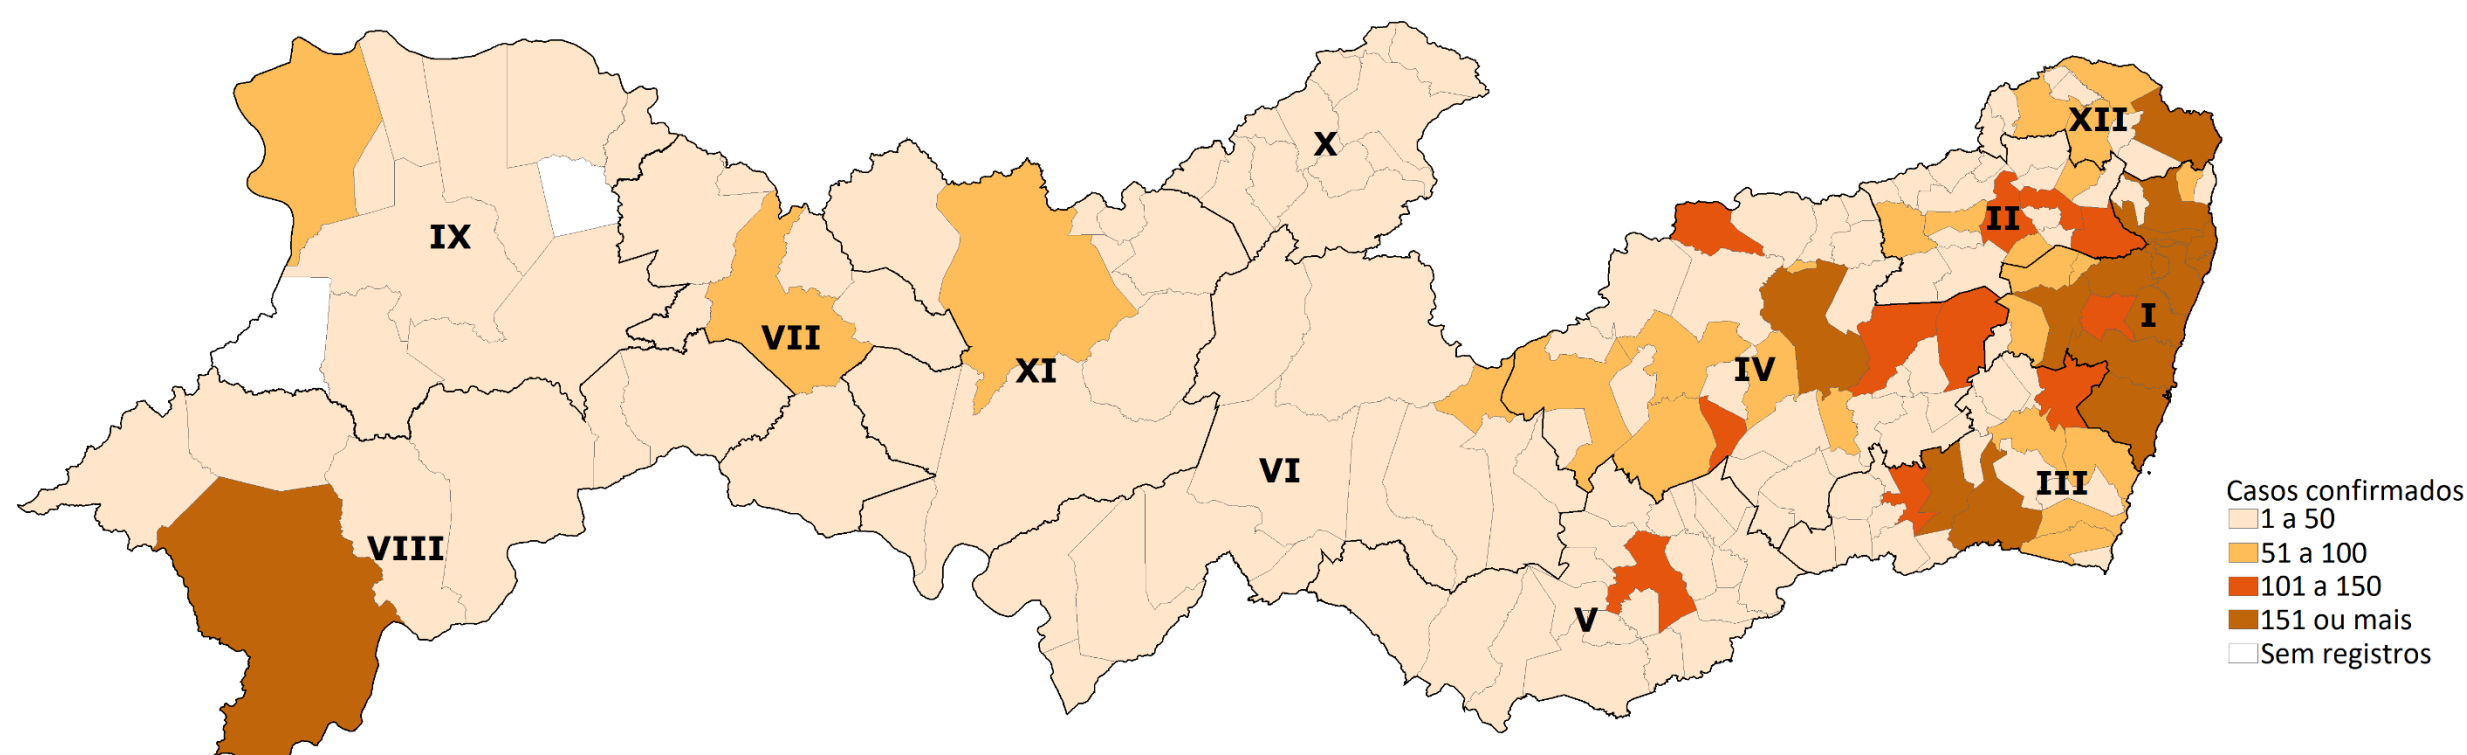 XII
X
II
IX
I
VII
XI
IV
VI
III
VIII
V
Casos confirmados
1 a 50
51 a 100
101 a 150
151 ou mais
Sem registros